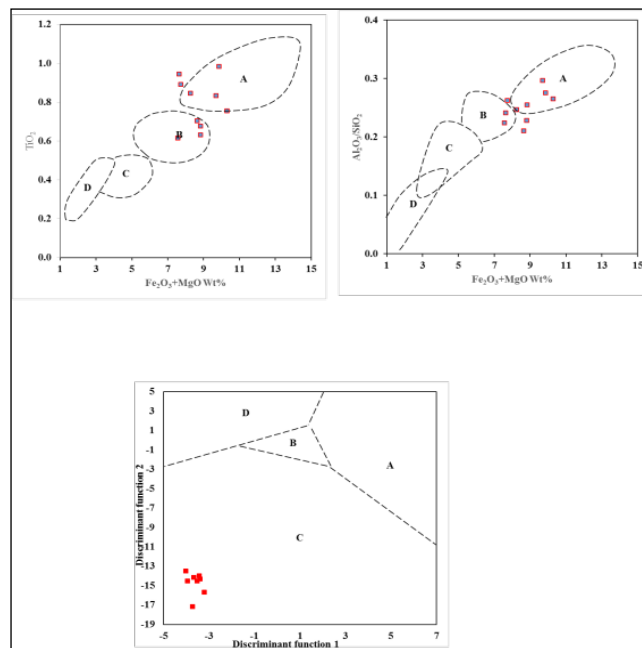 1.2
1.0
0.8
0.6
0.4
0.2
0.0
TiO₂
A
B
C
D
1 3 5 7 9 11 13 15
Fe₂O₃+MgO Wt%
0.4
0.3
0.2
0.1
0.0
Al₂O₃/SiO₂
A
B
C
D
1 3 5 7 9 11 13 15
Fe₂O₃+MgO Wt%
5
3
1
-1
-3
-5
-7
-9
-11
-13
-15
-17
-19
Discriminant function 2
D
B
A
C
-5 -3 -1 1 3 5 7
Discriminant function 1